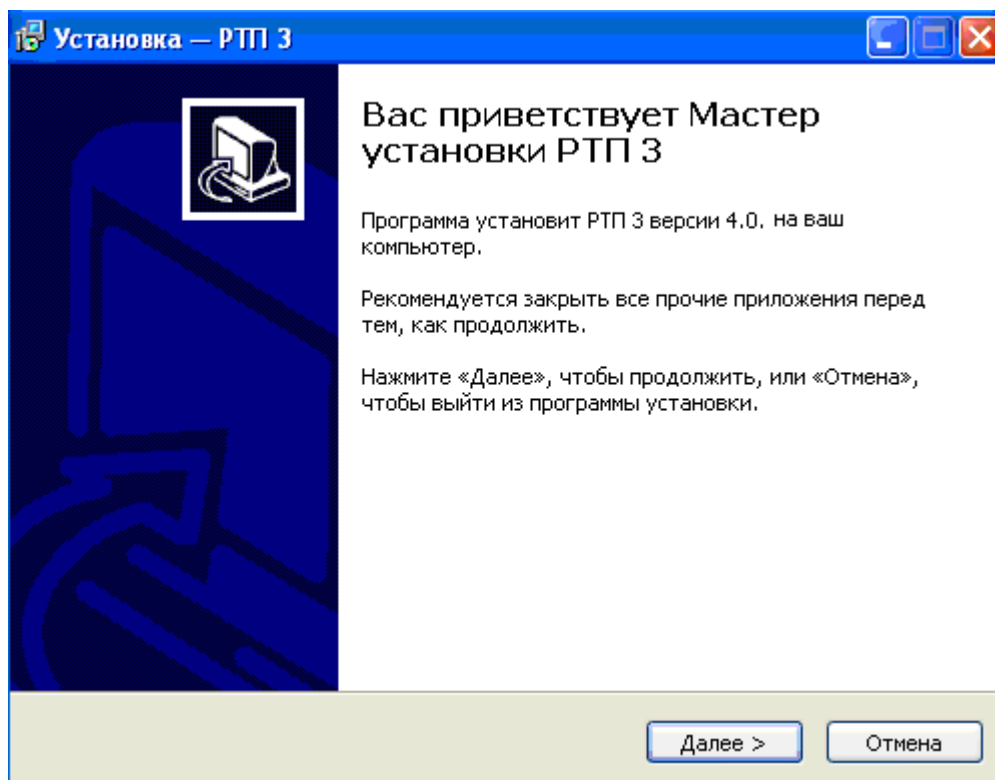 Установка — РТП 3
Вас приветствует Мастер
установки РТП 3
Программа установит РТП 3 версии 4.0. на ваш
компьютер.
Рекомендуется закрыть все прочие приложения перед
тем, как продолжить.
Нажмите «Далее», чтобы продолжить, или «Отмена»,
чтобы выйти из программы установки.
Далее >
Отмена